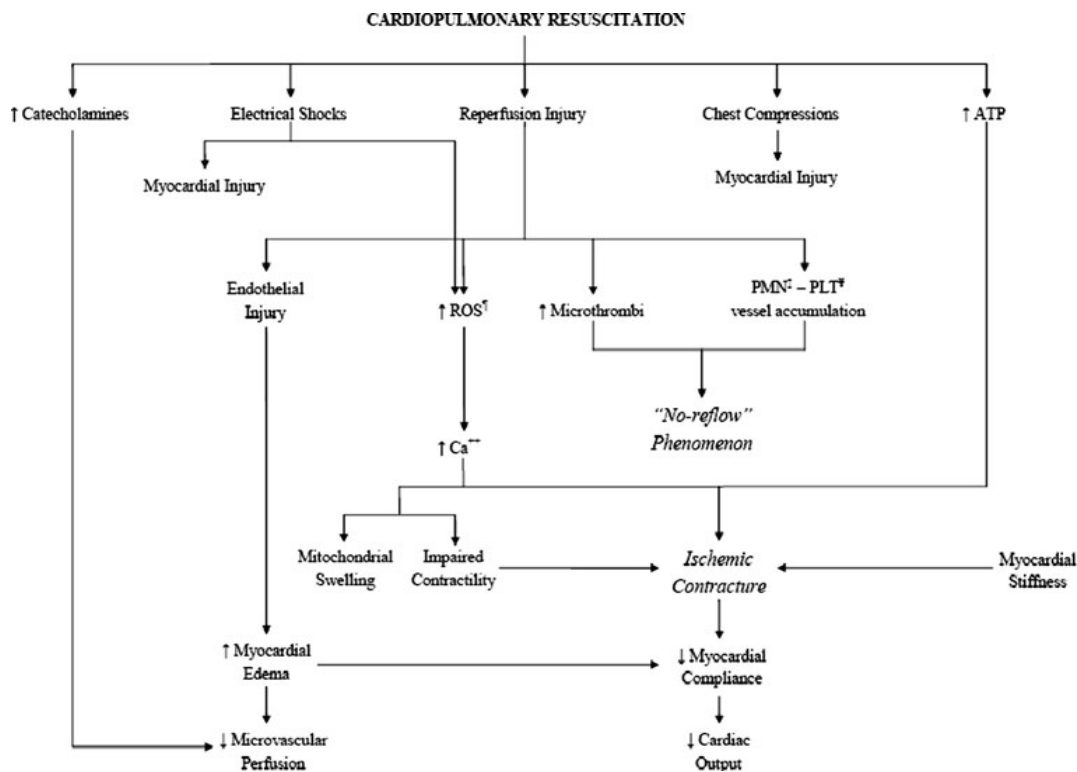 CARDIOPULMONARY RESUSCITATION
↑ Catecholamines
Electrical Shocks
Reperfusion Injury
Chest Compressions
↑ ATP
Myocardial Injury
Myocardial Injury
Endothelial
Injury
↑ ROS¶
↑ Microthrombi
PMN‡ – PLT¥
vessel accumulation
“No-reflow”
Phenomenon
↑ Ca⁺⁺
Mitochondrial
Swelling
Impaired
Contractility
Ischemic
Contracture
Myocardial
Stiffness
↑ Myocardial
Edema
↓ Myocardial
Compliance
↓ Microvascular
Perfusion
↓ Cardiac
Output